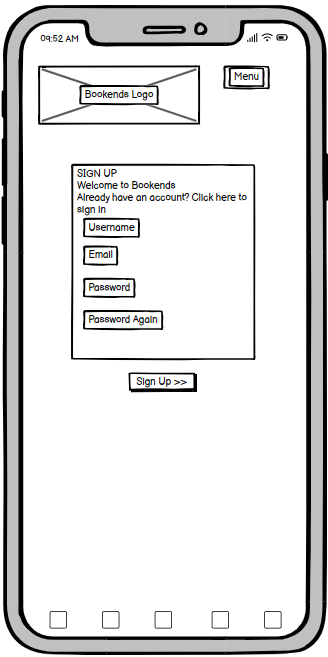 09:52 AM
Bookends Logo
Menu
SIGN UP
Welcome to Bookends
Already have an account? Click here to
sign in
Username
Email
Password
Password Again
Sign Up >>